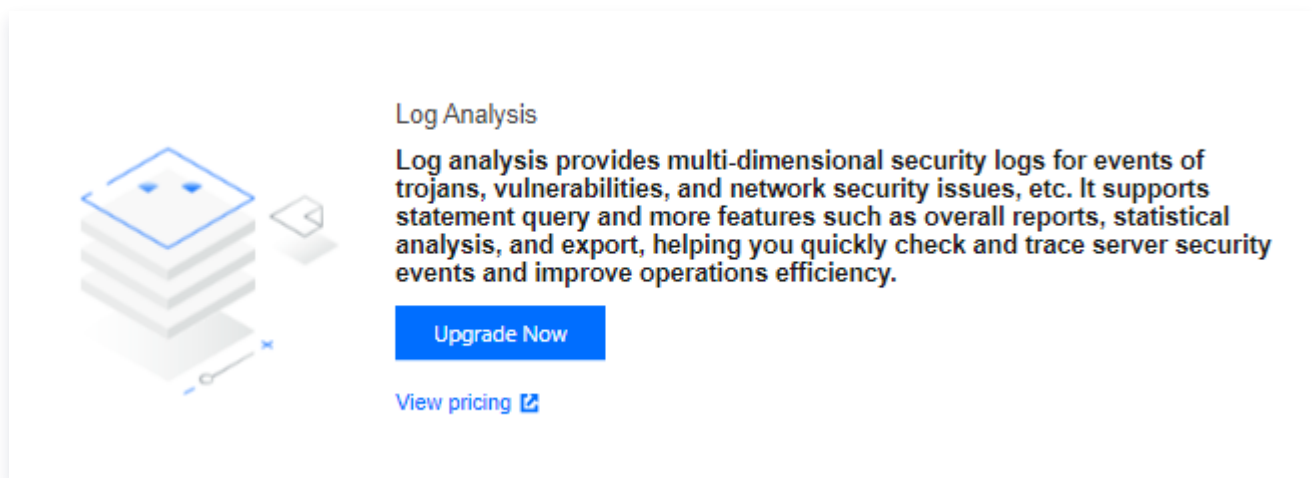 Log Analysis
Log analysis provides multi-dimensional security logs for events of
trojans, vulnerabilities, and network security issues, etc. It supports
statement query and more features such as overall reports, statistical
analysis, and export, helping you quickly check and trace server security
events and improve operations efficiency.
Upgrade Now
View pricing